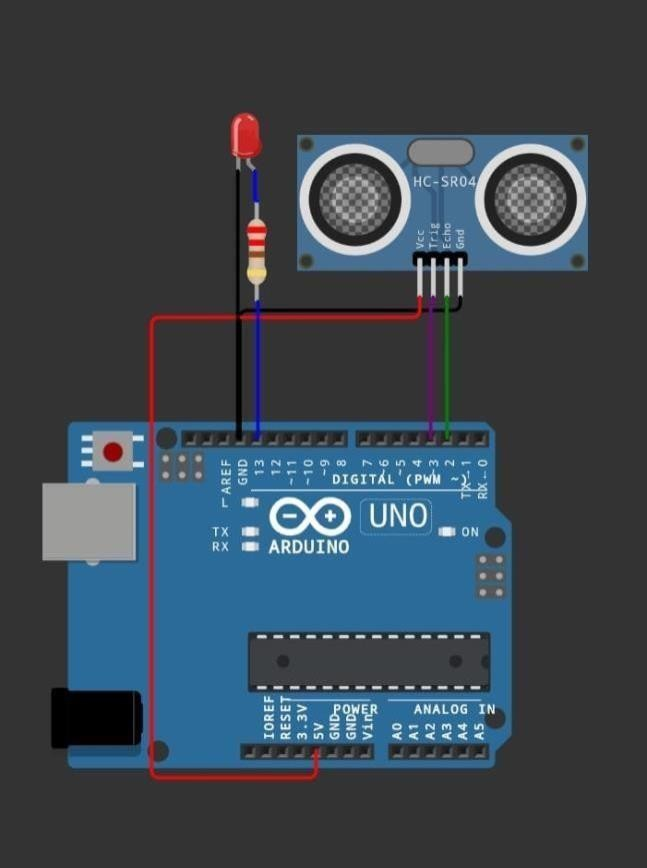 HC-SR04
Vcc
Trig
Echo
Gnd
AREF
GND
13
12
~11
~10
~9
8
7
~6
~5
4
~3
2
TX→1
RX←0
DIGITAL (PWM ~)
L
TX
RX
UNO
ON
ARDUINO
IOREF
RESET
3.3V
5V
GND
GND
Vin
POWER
ANALOG IN
A0
A1
A2
A3
A4
A5